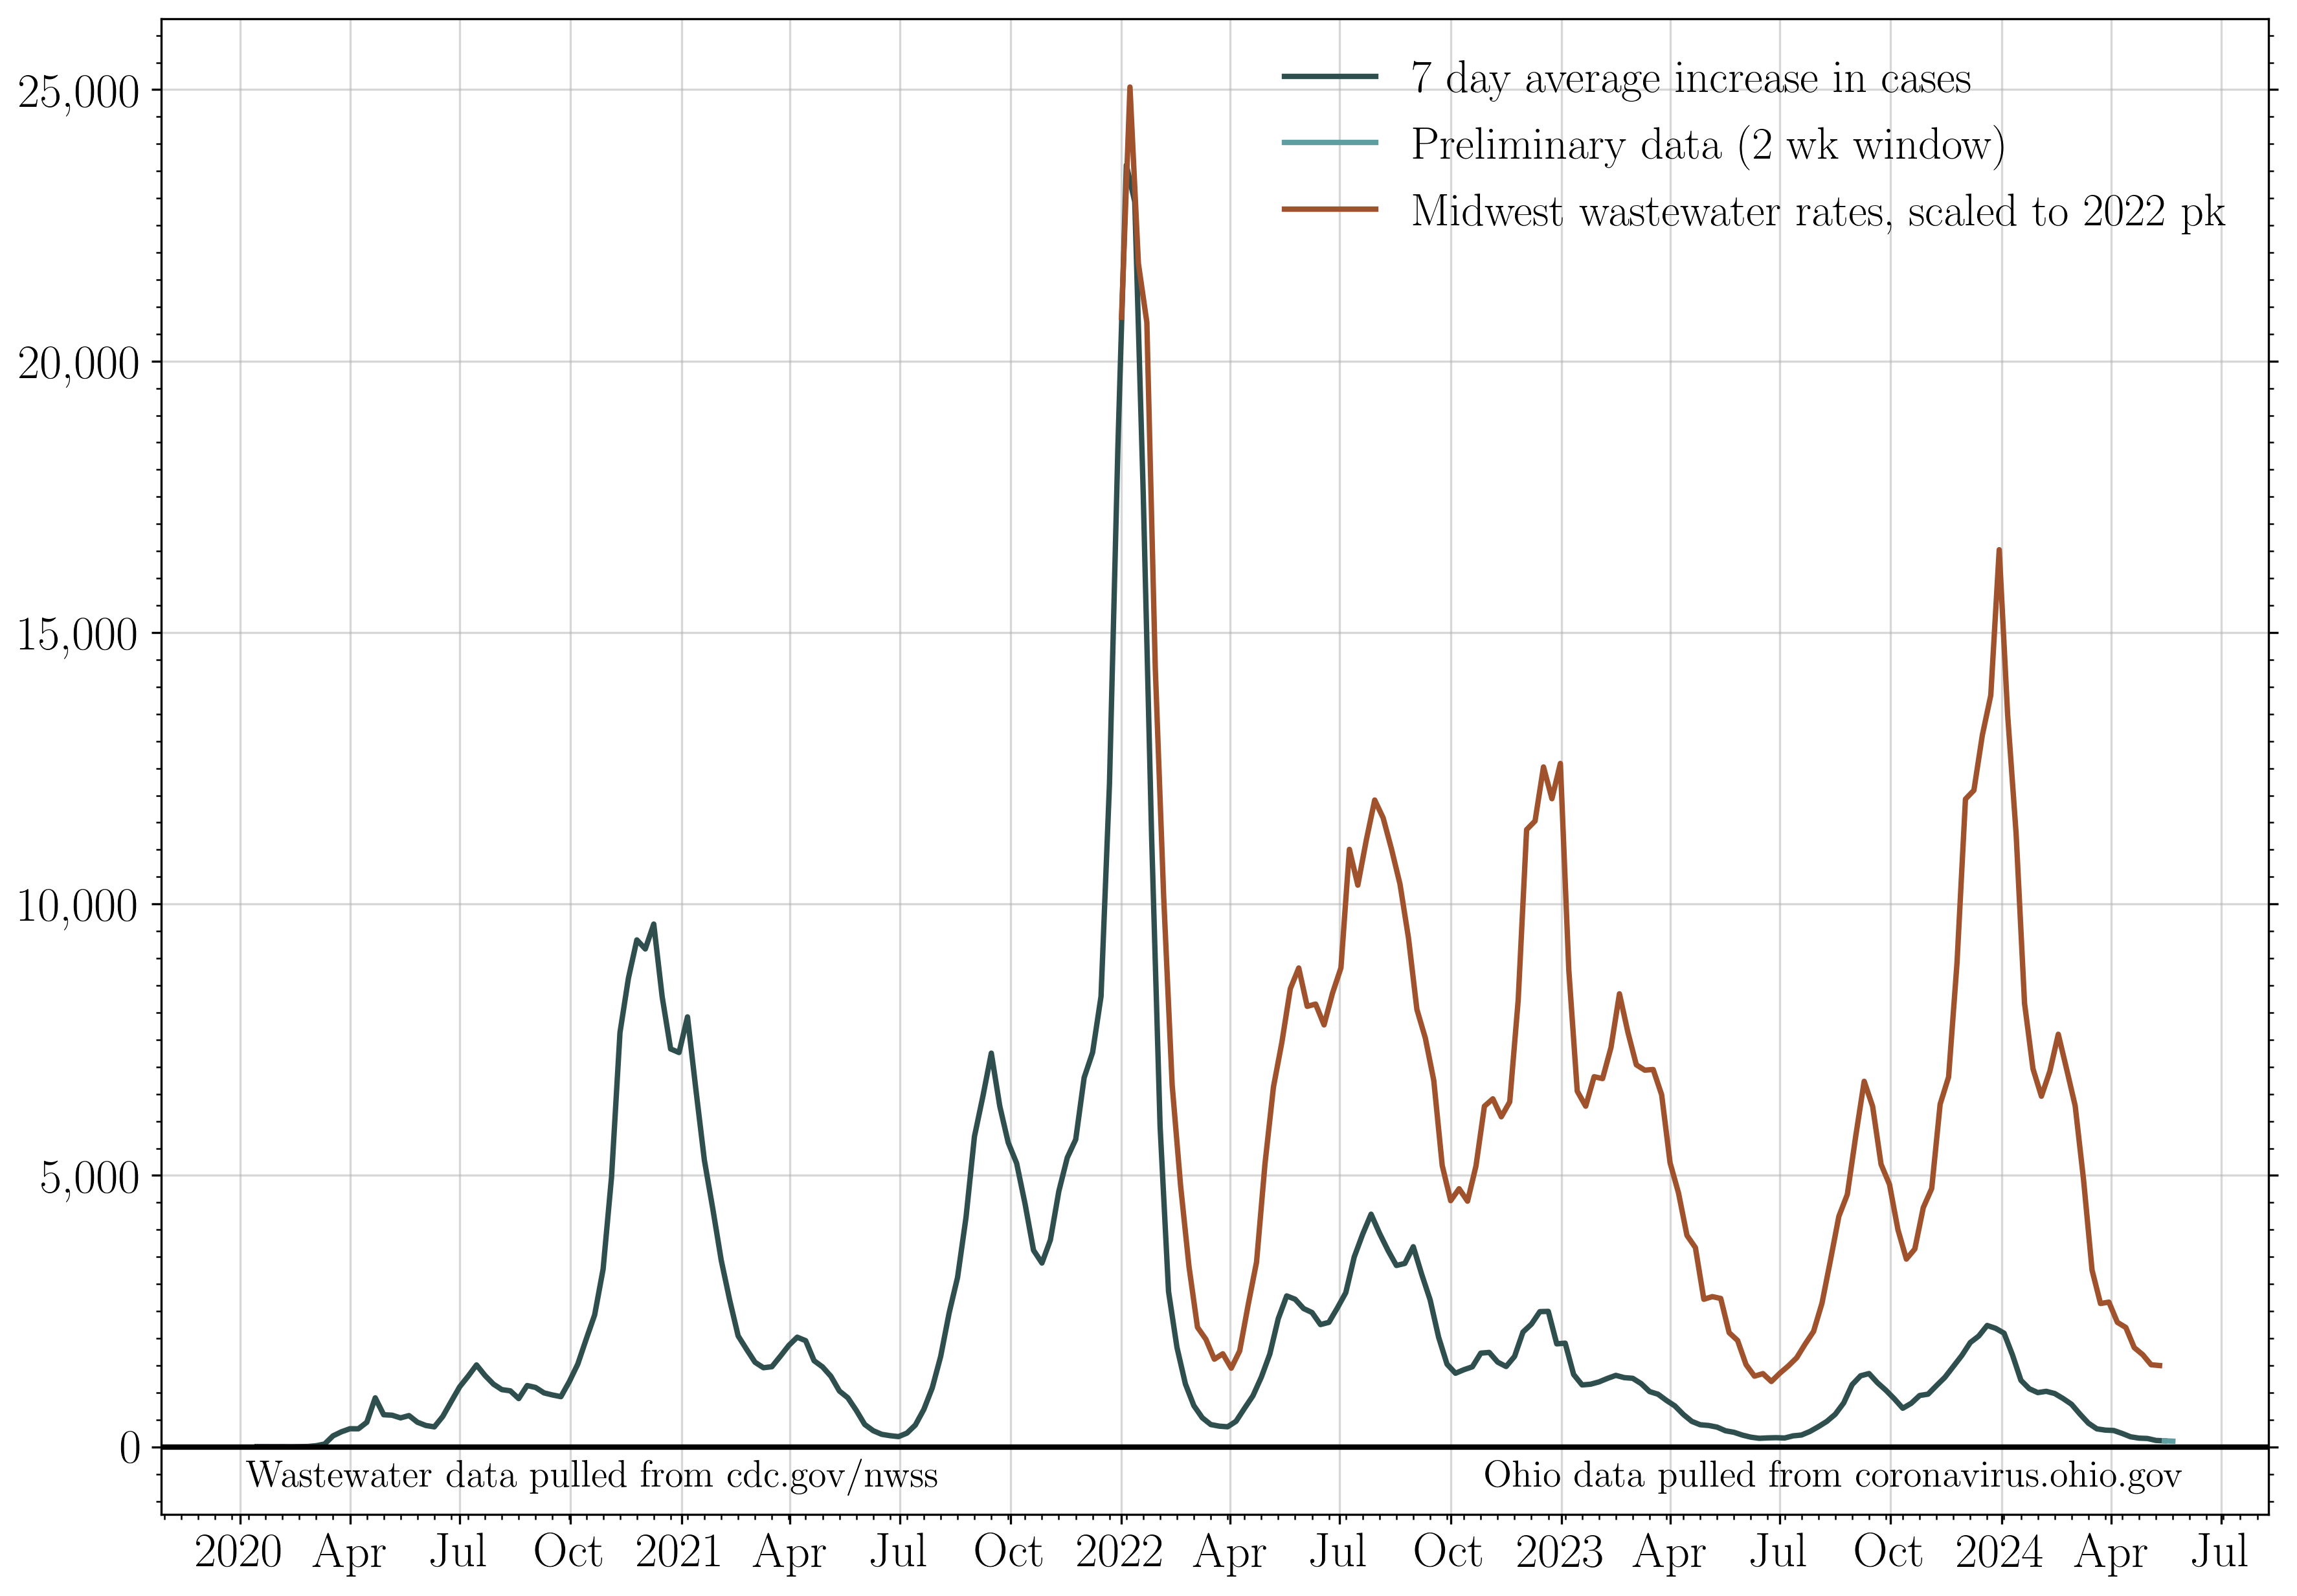 25,000
20,000
15,000
10,000
5,000
0
7 day average increase in cases
Preliminary data (2 wk window)
Midwest wastewater rates, scaled to 2022 pk
Wastewater data pulled from cdc.gov/nwss
Ohio data pulled from coronavirus.ohio.gov
2020 Apr Jul Oct 2021 Apr Jul Oct 2022 Apr Jul Oct 2023 Apr Jul Oct 2024 Apr Jul